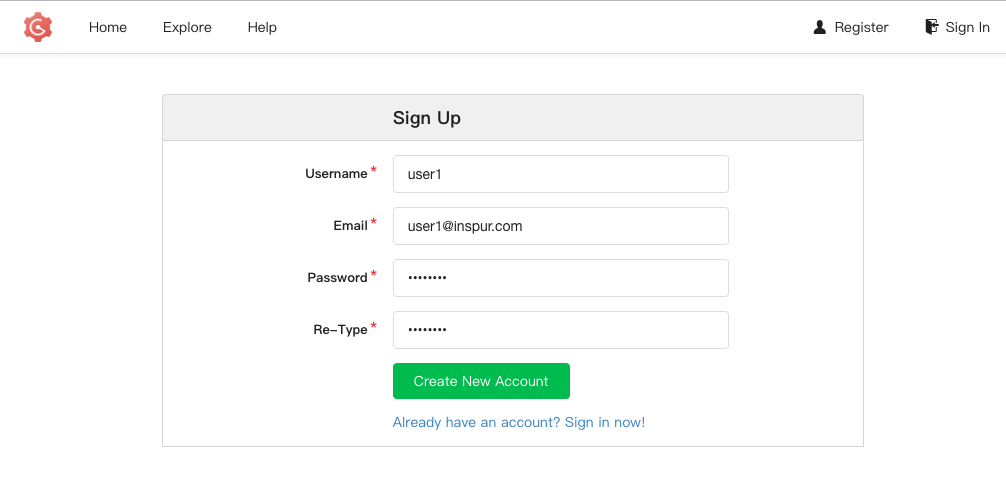 Home Explore Help Register Sign In
Sign Up
Username * user1
Email * user1@inspur.com
Password * ••••••••
Re-Type * ••••••••
Create New Account
Already have an account? Sign in now!